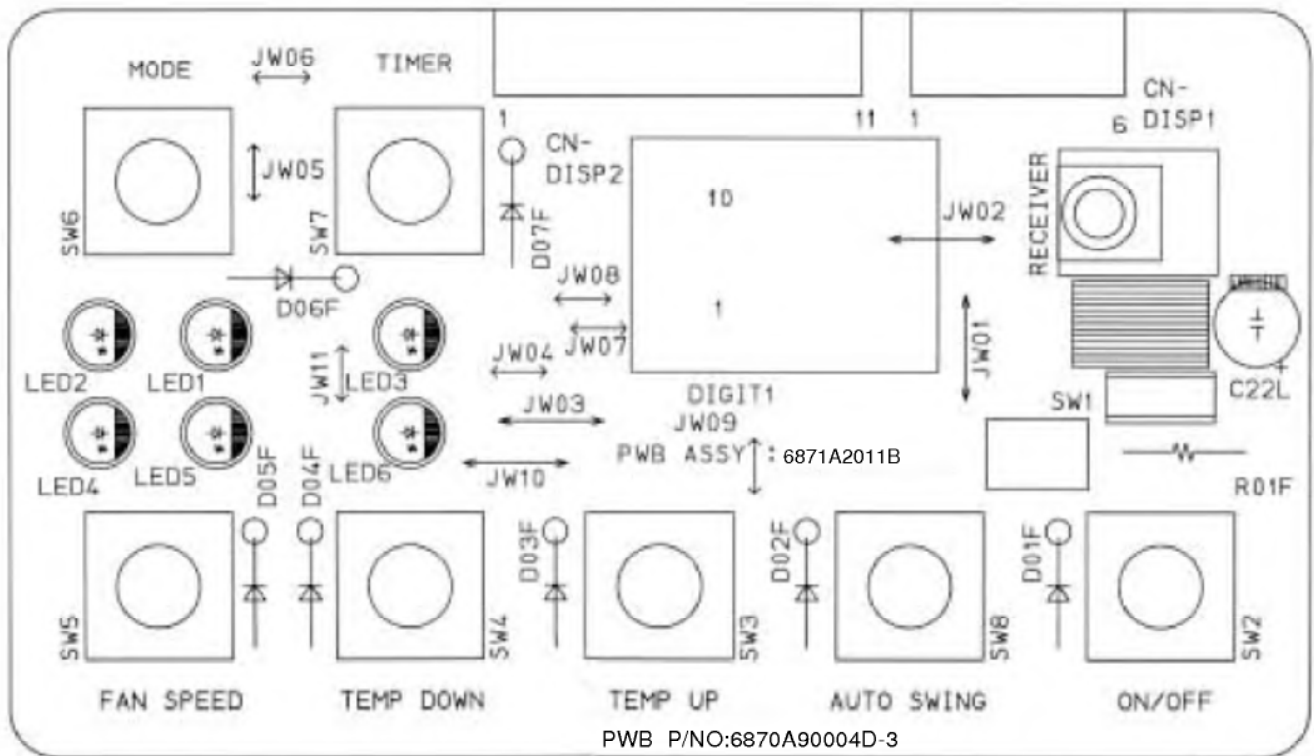 MODE
JW06
TIMER
1
11
1
6
CN-
DISP1
CN-
DISP2
JW05
SW6
SW7
D07F
10
1
JW02
RECEIVER
D06F
JW08
JW07
JW01
LED2
LED1
JW11
LED3
JW04
DIGIT1
C22L
+
JW03
JW09
SW1
PWB ASSY : 6871A2011B
LED4
LED5
D05F
D04F
LED6
JW10
R01F
D03F
D02F
D01F
SW5
SW4
SW3
SW8
SW2
FAN SPEED
TEMP DOWN
TEMP UP
AUTO SWING
ON/OFF
PWB P/NO:6870A90004D-3